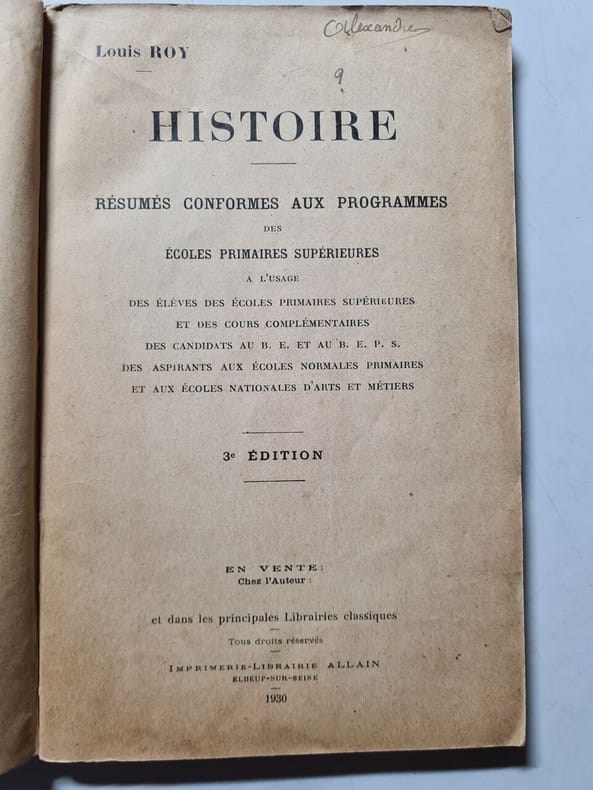 Alexandre
Louis ROY
9
HISTOIRE
RÉSUMÉS CONFORMES AUX PROGRAMMES
DES
ÉCOLES PRIMAIRES SUPÉRIEURES
A L'USAGE
DES ÉLÈVES DES ÉCOLES PRIMAIRES SUPÉRIEURES
ET DES COURS COMPLÉMENTAIRES
DES CANDIDATS AU B. E. ET AU B. E. P. S.
DES ASPIRANTS AUX ÉCOLES NORMALES PRIMAIRES
ET AUX ÉCOLES NATIONALES D'ARTS ET MÉTIERS
3e ÉDITION
EN VENTE:
Chez l'Auteur :
et dans les principales Librairies classiques
Tous droits réservés
IMPRIMERIE-LIBRAIRIE ALLAIN
ELBEUF-SUR-SEINE
1930